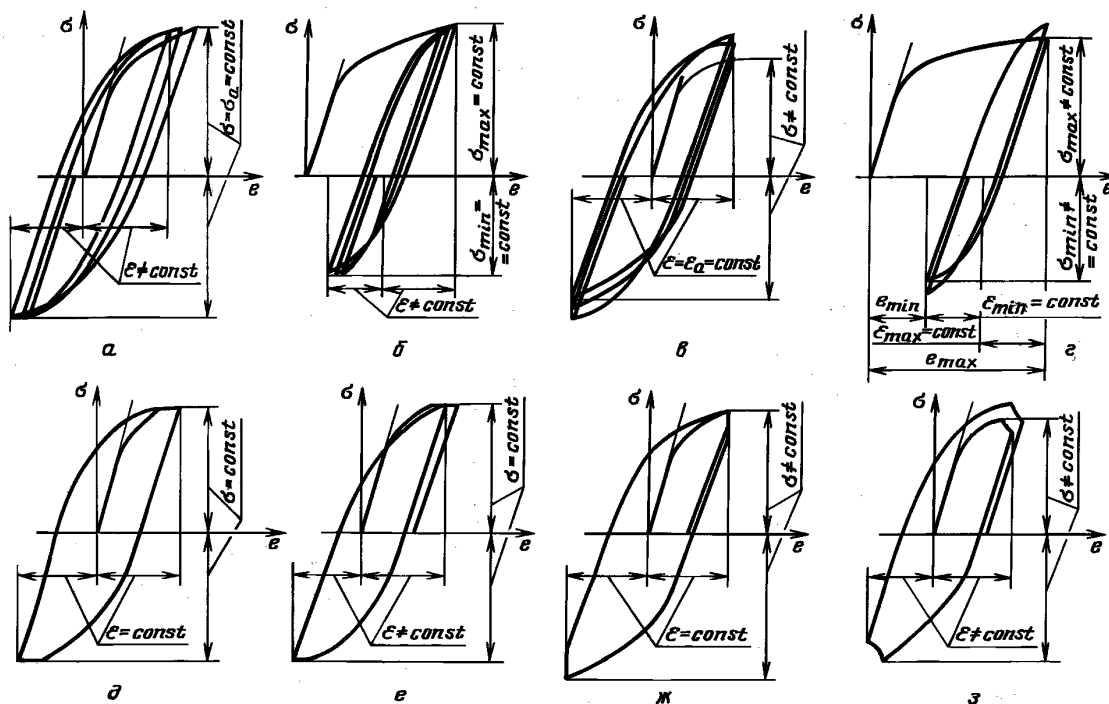 σ
σ=σa=const
e
ε≠const
а
σ
σmax=const
e
σmin=
=const
ε≠const
б
σ
σ≠const
e
ε=εa=const
в
σ
σmax≠const
e
σmin≠
=const
emin
εmin=const
εmax=const
emax
г
σ
σ=const
e
ε=const
д
σ
σ=const
e
ε≠const
е
σ
σ≠const
e
ε=const
ж
σ
σ≠const
e
ε≠const
з